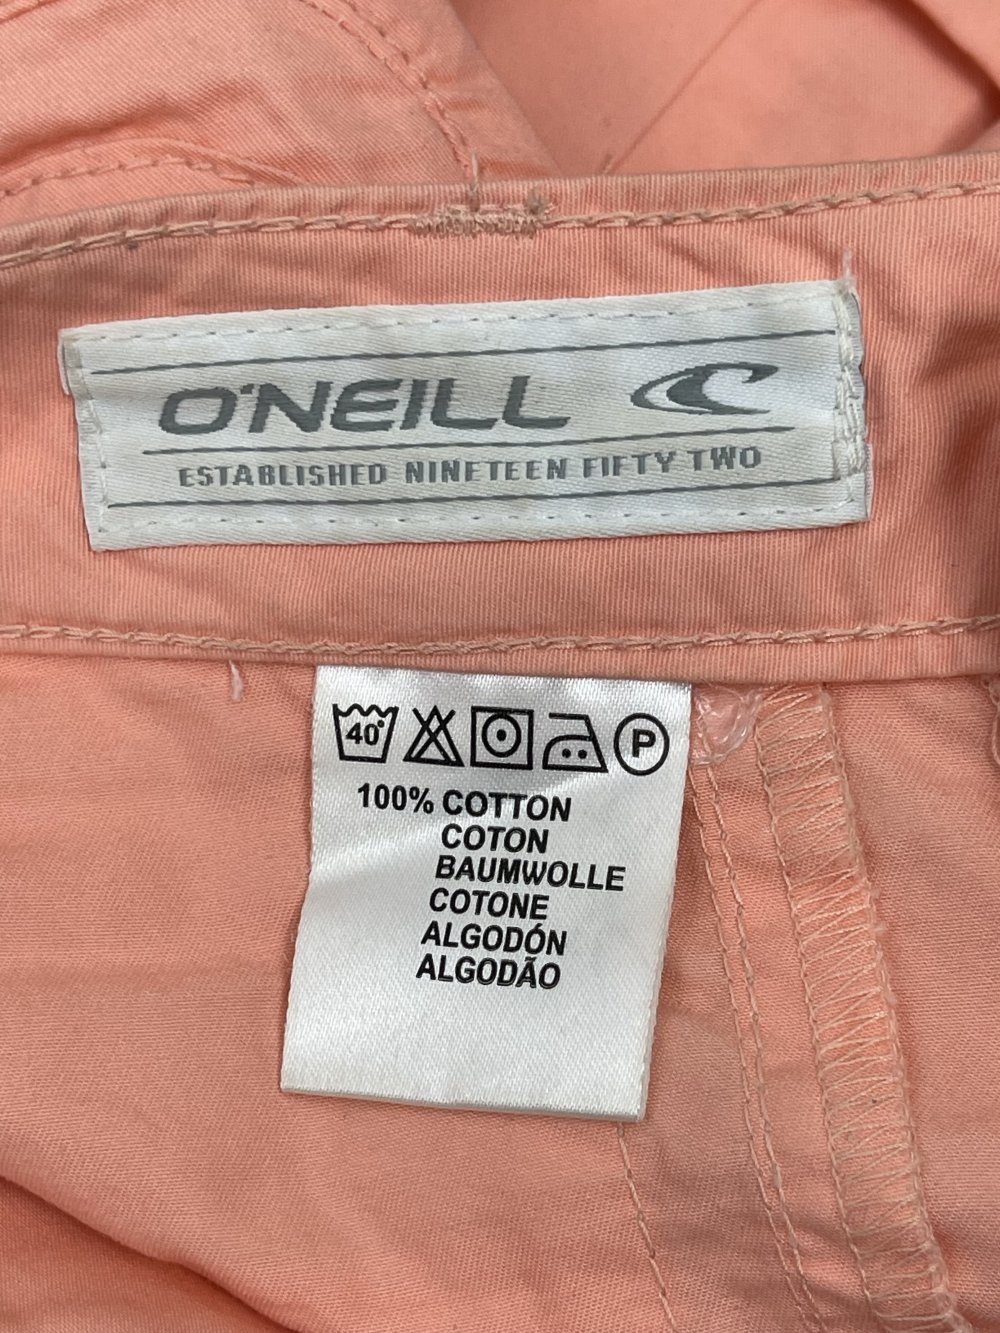 O'NEILL
ESTABLISHED NINETEEN FIFTY TWO
40°
P
100% COTTON
COTON
BAUMWOLLE
COTONE
ALGODÓN
ALGODÃO